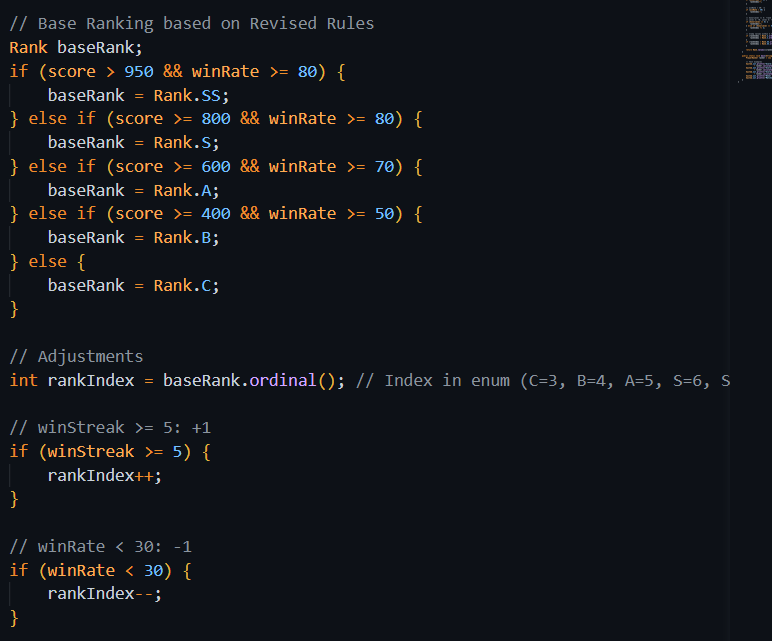 // Base Ranking based on Revised Rules
Rank baseRank;
if (score > 950 && winRate >= 80) {
    baseRank = Rank.SS;
} else if (score >= 800 && winRate >= 80) {
    baseRank = Rank.S;
} else if (score >= 600 && winRate >= 70) {
    baseRank = Rank.A;
} else if (score >= 400 && winRate >= 50) {
    baseRank = Rank.B;
} else {
    baseRank = Rank.C;
}

// Adjustments
int rankIndex = baseRank.ordinal(); // Index in enum (C=3, B=4, A=5, S=6, S

// winStreak >= 5: +1
if (winStreak >= 5) {
    rankIndex++;
}

// winRate < 30: -1
if (winRate < 30) {
    rankIndex--;
}